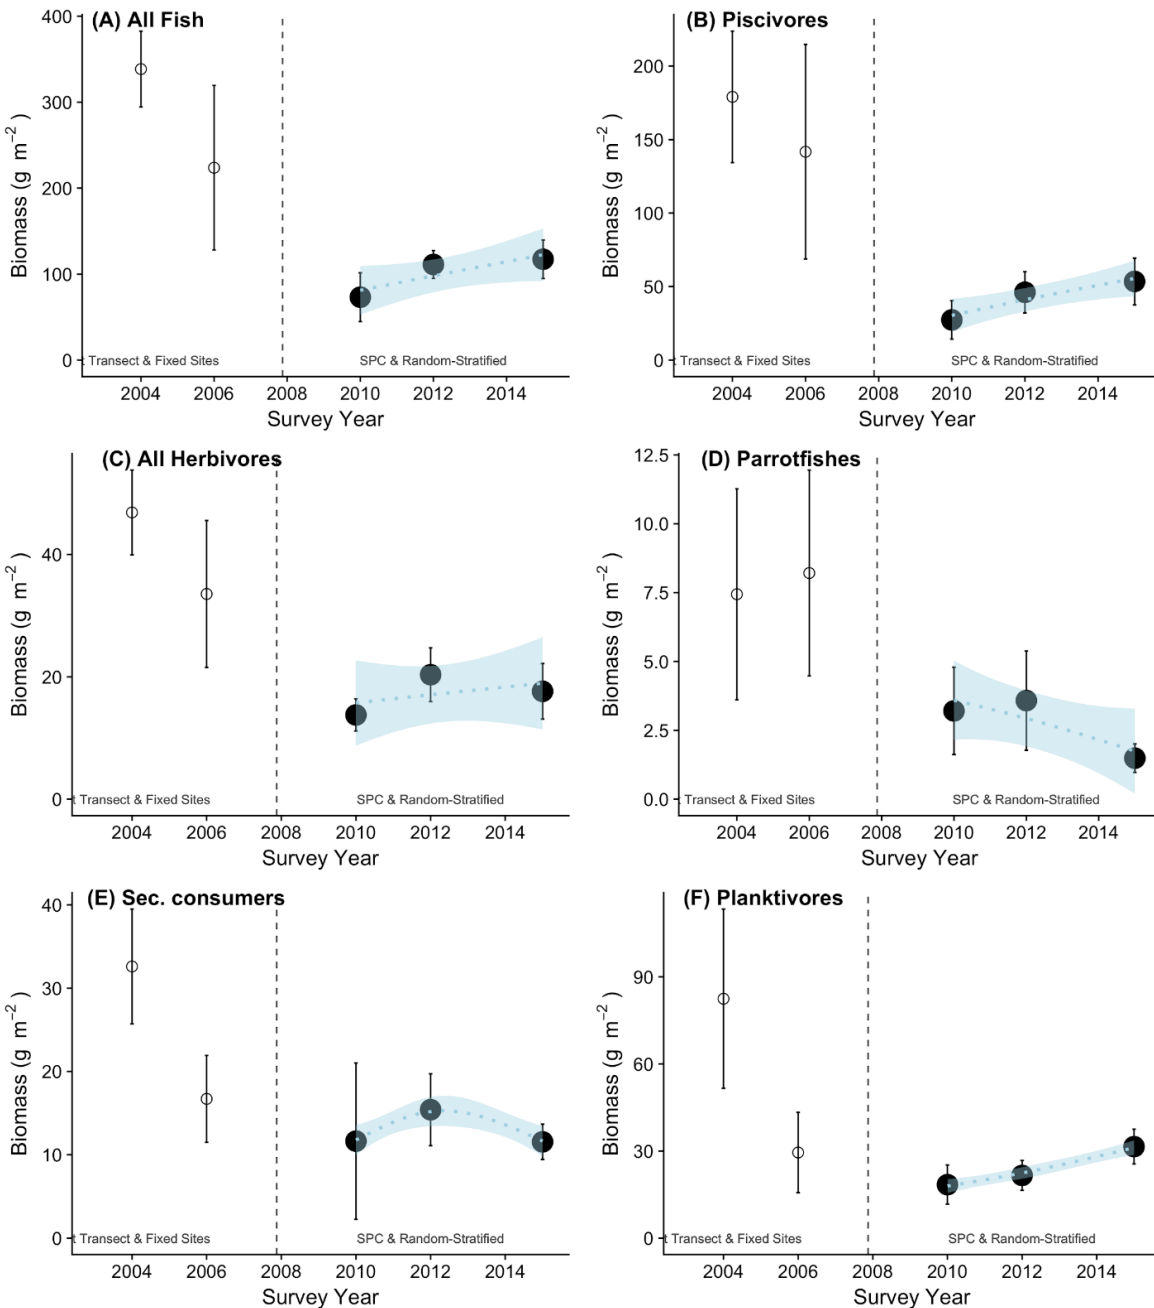 (A) All Fish
400
300
200
100
0
Biomass (g m⁻² )
t Transect & Fixed Sites
SPC & Random-Stratified
2004 2006 2008 2010 2012 2014
Survey Year
(B) Piscivores
200
150
100
50
0
Biomass (g m⁻² )
t Transect & Fixed Sites
SPC & Random-Stratified
2004 2006 2008 2010 2012 2014
Survey Year
(C) All Herbivores
40
20
0
Biomass (g m⁻² )
t Transect & Fixed Sites
SPC & Random-Stratified
2004 2006 2008 2010 2012 2014
Survey Year
(D) Parrotfishes
12.5
10.0
7.5
5.0
2.5
0.0
Biomass (g m⁻² )
t Transect & Fixed Sites
SPC & Random-Stratified
2004 2006 2008 2010 2012 2014
Survey Year
(E) Sec. consumers
40
30
20
10
0
Biomass (g m⁻² )
t Transect & Fixed Sites
SPC & Random-Stratified
2004 2006 2008 2010 2012 2014
Survey Year
(F) Planktivores
90
60
30
0
Biomass (g m⁻² )
t Transect & Fixed Sites
SPC & Random-Stratified
2004 2006 2008 2010 2012 2014
Survey Year